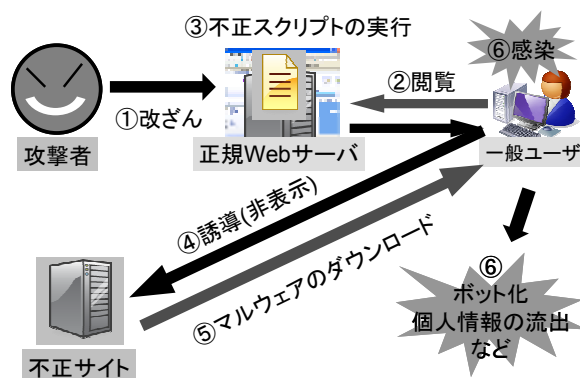 ③不正スクリプトの実行
⑥感染
②閲覧
①改ざん
攻撃者
正規Webサーバ
一般ユーザ
④誘導(非表示)
⑤マルウェアのダウンロード
⑥
ボット化
個人情報の流出
など
不正サイト